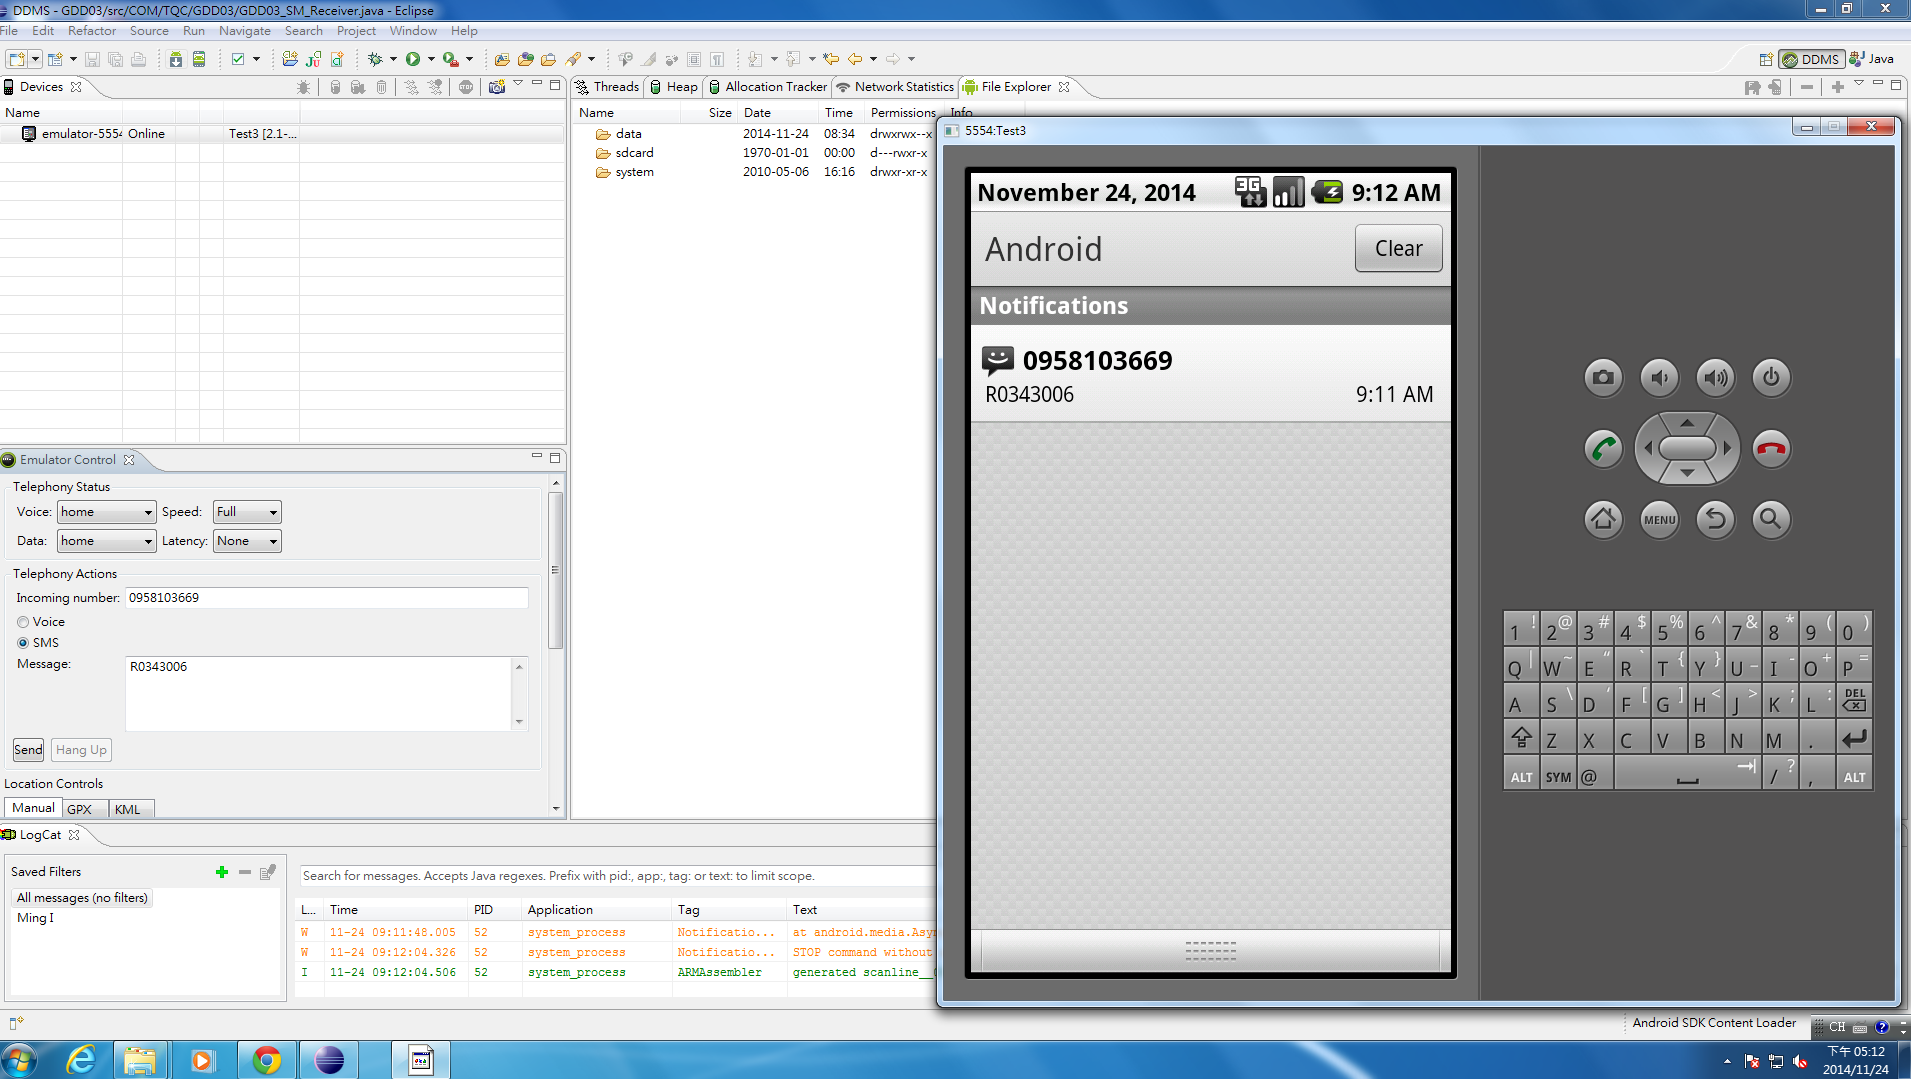 DDMS - GDD03/src/COM/TQC/GDD03/GDD03_SM_Receiver.java - Eclipse
File Edit Refactor Source Run Navigate Search Project Window Help
DDMS Java
Devices
Name
emulator-5554 Online Test3 [2.1-...
Threads Heap Allocation Tracker Network Statistics File Explorer
Name Size Date Time Permissions Info
data 2014-11-24 08:34 drwxrwx--x
sdcard 1970-01-01 00:00 d---rwxr-x
system 2010-05-06 16:16 drwxr-xr-x
Emulator Control
Telephony Status
Voice: home Speed: Full
Data: home Latency: None
Telephony Actions
Incoming number: 0958103669
Voice
SMS
Message: R0343006
Send Hang Up
Location Controls
Manual GPX KML
LogCat
Saved Filters
All messages (no filters)
Ming I
Search for messages. Accepts Java regexes. Prefix with pid:, app:, tag: or text: to limit scope.
L... Time PID Application Tag Text
W 11-24 09:11:48.005 52 system_process Notificatio... at android.media.Asyn
W 11-24 09:12:04.326 52 system_process Notificatio... STOP command without
I 11-24 09:12:04.506 52 system_process ARMAssembler generated scanline__
5554:Test3
November 24, 2014 3G 9:12 AM
Android Clear
Notifications
0958103669
R0343006 9:11 AM
MENU
1 ! 2 @ 3 # 4 $ 5 % 6 ^ 7 & 8 * 9 ( 0 )
Q | W ~ E “ R ` T { Y } U _ I - O + P =
A S \ D ' F [ G ] H < J > K ; L : DEL
Z X C V B N M .
ALT SYM @ / ? , ALT
Android SDK Content Loader
CH
下午 05:12
2014/11/24